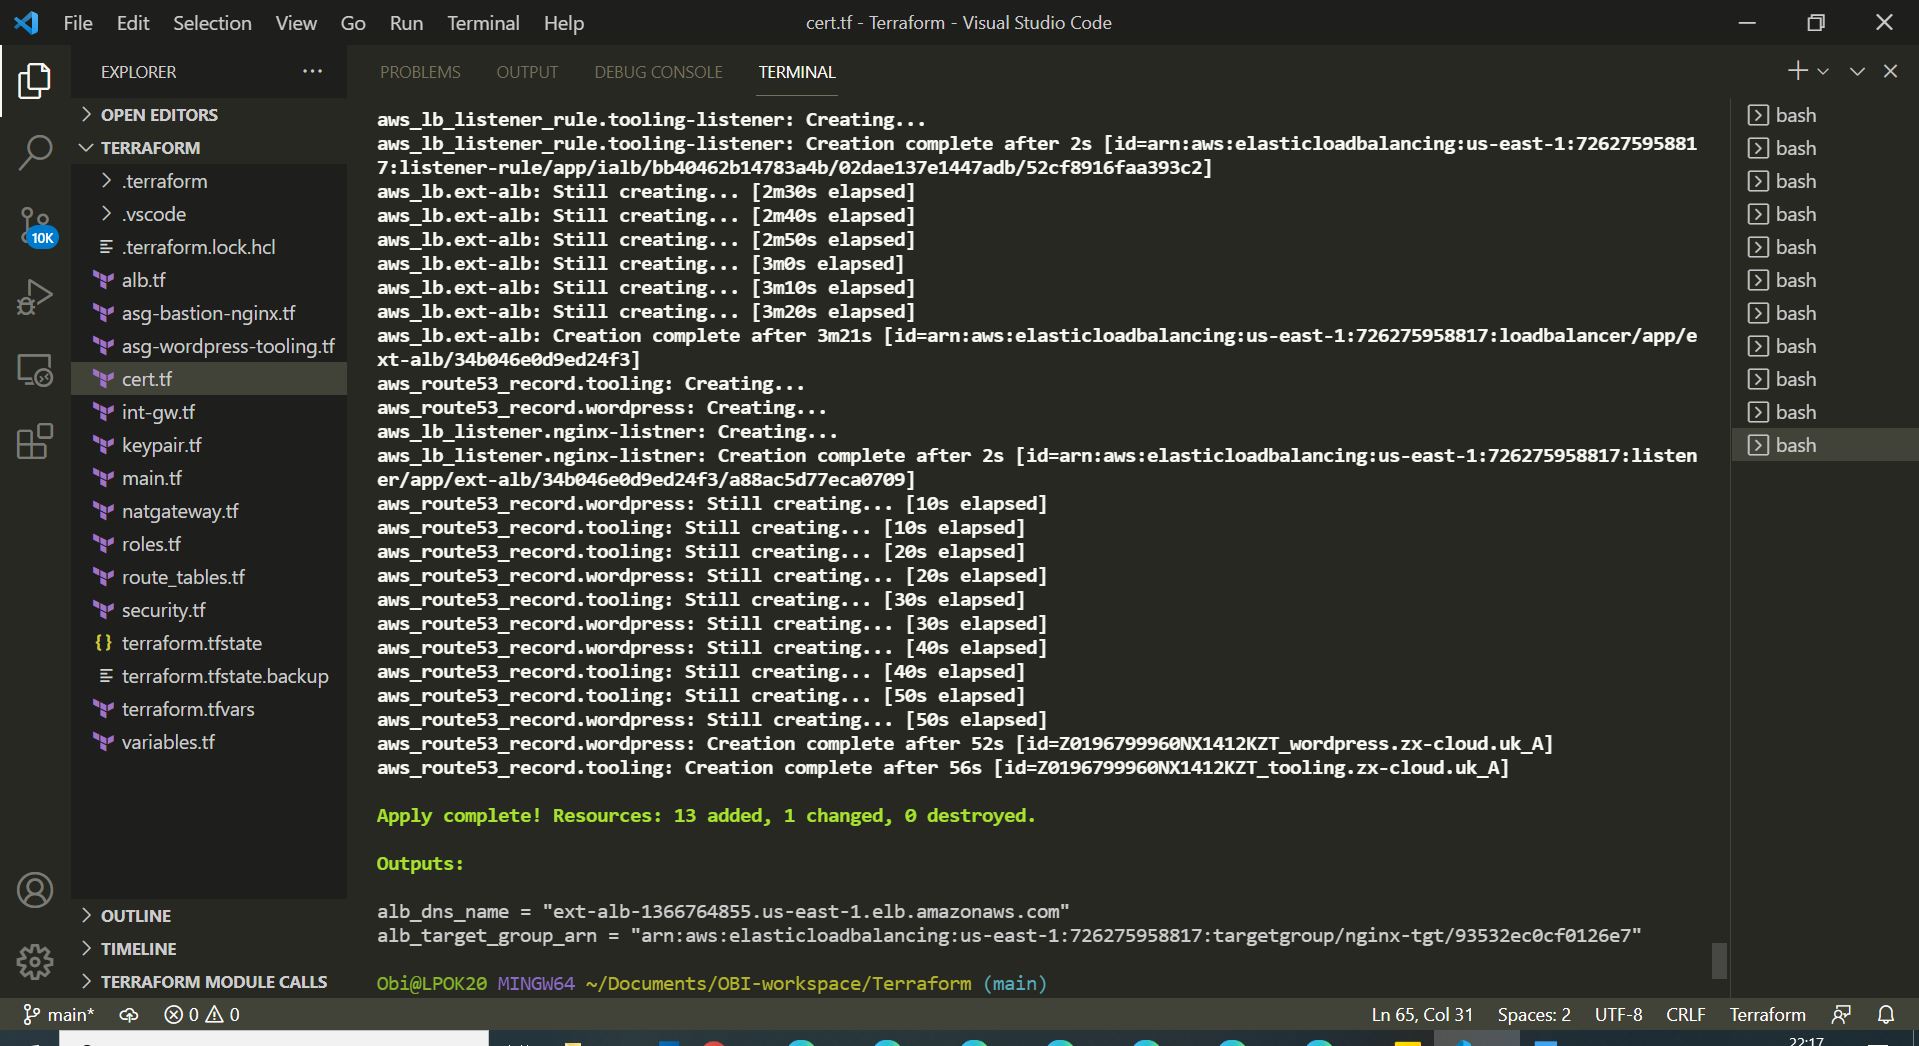 File Edit Selection View Go Run Terminal Help cert.tf - Terraform - Visual Studio Code
EXPLORER ···
OPEN EDITORS
TERRAFORM
.terraform
.vscode
.terraform.lock.hcl
alb.tf
asg-bastion-nginx.tf
asg-wordpress-tooling.tf
cert.tf
int-gw.tf
keypair.tf
main.tf
natgateway.tf
roles.tf
route_tables.tf
security.tf
{} terraform.tfstate
terraform.tfstate.backup
terraform.tfvars
variables.tf
OUTLINE
TIMELINE
TERRAFORM MODULE CALLS
10K
PROBLEMS OUTPUT DEBUG CONSOLE TERMINAL
aws_lb_listener_rule.tooling-listener: Creating...
aws_lb_listener_rule.tooling-listener: Creation complete after 2s [id=arn:aws:elasticloadbalancing:us-east-1:72627595881
7:listener-rule/app/ialb/bb40462b14783a4b/02dae137e1447adb/52cf8916faa393c2]
aws_lb.ext-alb: Still creating... [2m30s elapsed]
aws_lb.ext-alb: Still creating... [2m40s elapsed]
aws_lb.ext-alb: Still creating... [2m50s elapsed]
aws_lb.ext-alb: Still creating... [3m0s elapsed]
aws_lb.ext-alb: Still creating... [3m10s elapsed]
aws_lb.ext-alb: Still creating... [3m20s elapsed]
aws_lb.ext-alb: Creation complete after 3m21s [id=arn:aws:elasticloadbalancing:us-east-1:726275958817:loadbalancer/app/e
xt-alb/34b046e0d9ed24f3]
aws_route53_record.tooling: Creating...
aws_route53_record.wordpress: Creating...
aws_lb_listener.nginx-listner: Creating...
aws_lb_listener.nginx-listner: Creation complete after 2s [id=arn:aws:elasticloadbalancing:us-east-1:726275958817:listen
er/app/ext-alb/34b046e0d9ed24f3/a88ac5d77eca0709]
aws_route53_record.wordpress: Still creating... [10s elapsed]
aws_route53_record.tooling: Still creating... [10s elapsed]
aws_route53_record.tooling: Still creating... [20s elapsed]
aws_route53_record.wordpress: Still creating... [20s elapsed]
aws_route53_record.tooling: Still creating... [30s elapsed]
aws_route53_record.wordpress: Still creating... [30s elapsed]
aws_route53_record.wordpress: Still creating... [40s elapsed]
aws_route53_record.tooling: Still creating... [40s elapsed]
aws_route53_record.tooling: Still creating... [50s elapsed]
aws_route53_record.wordpress: Still creating... [50s elapsed]
aws_route53_record.wordpress: Creation complete after 52s [id=Z0196799960NX1412KZT_wordpress.zx-cloud.uk_A]
aws_route53_record.tooling: Creation complete after 56s [id=Z0196799960NX1412KZT_tooling.zx-cloud.uk_A]
Apply complete! Resources: 13 added, 1 changed, 0 destroyed.
Outputs:
alb_dns_name = "ext-alb-1366764855.us-east-1.elb.amazonaws.com"
alb_target_group_arn = "arn:aws:elasticloadbalancing:us-east-1:726275958817:targetgroup/nginx-tgt/93532ec0cf0126e7"
Obi@LPOK20 MINGW64 ~/Documents/OBI-workspace/Terraform (main)
bash
bash
bash
bash
bash
bash
bash
bash
bash
bash
bash
main* 0 0 Ln 65, Col 31 Spaces: 2 UTF-8 CRLF Terraform
22:17